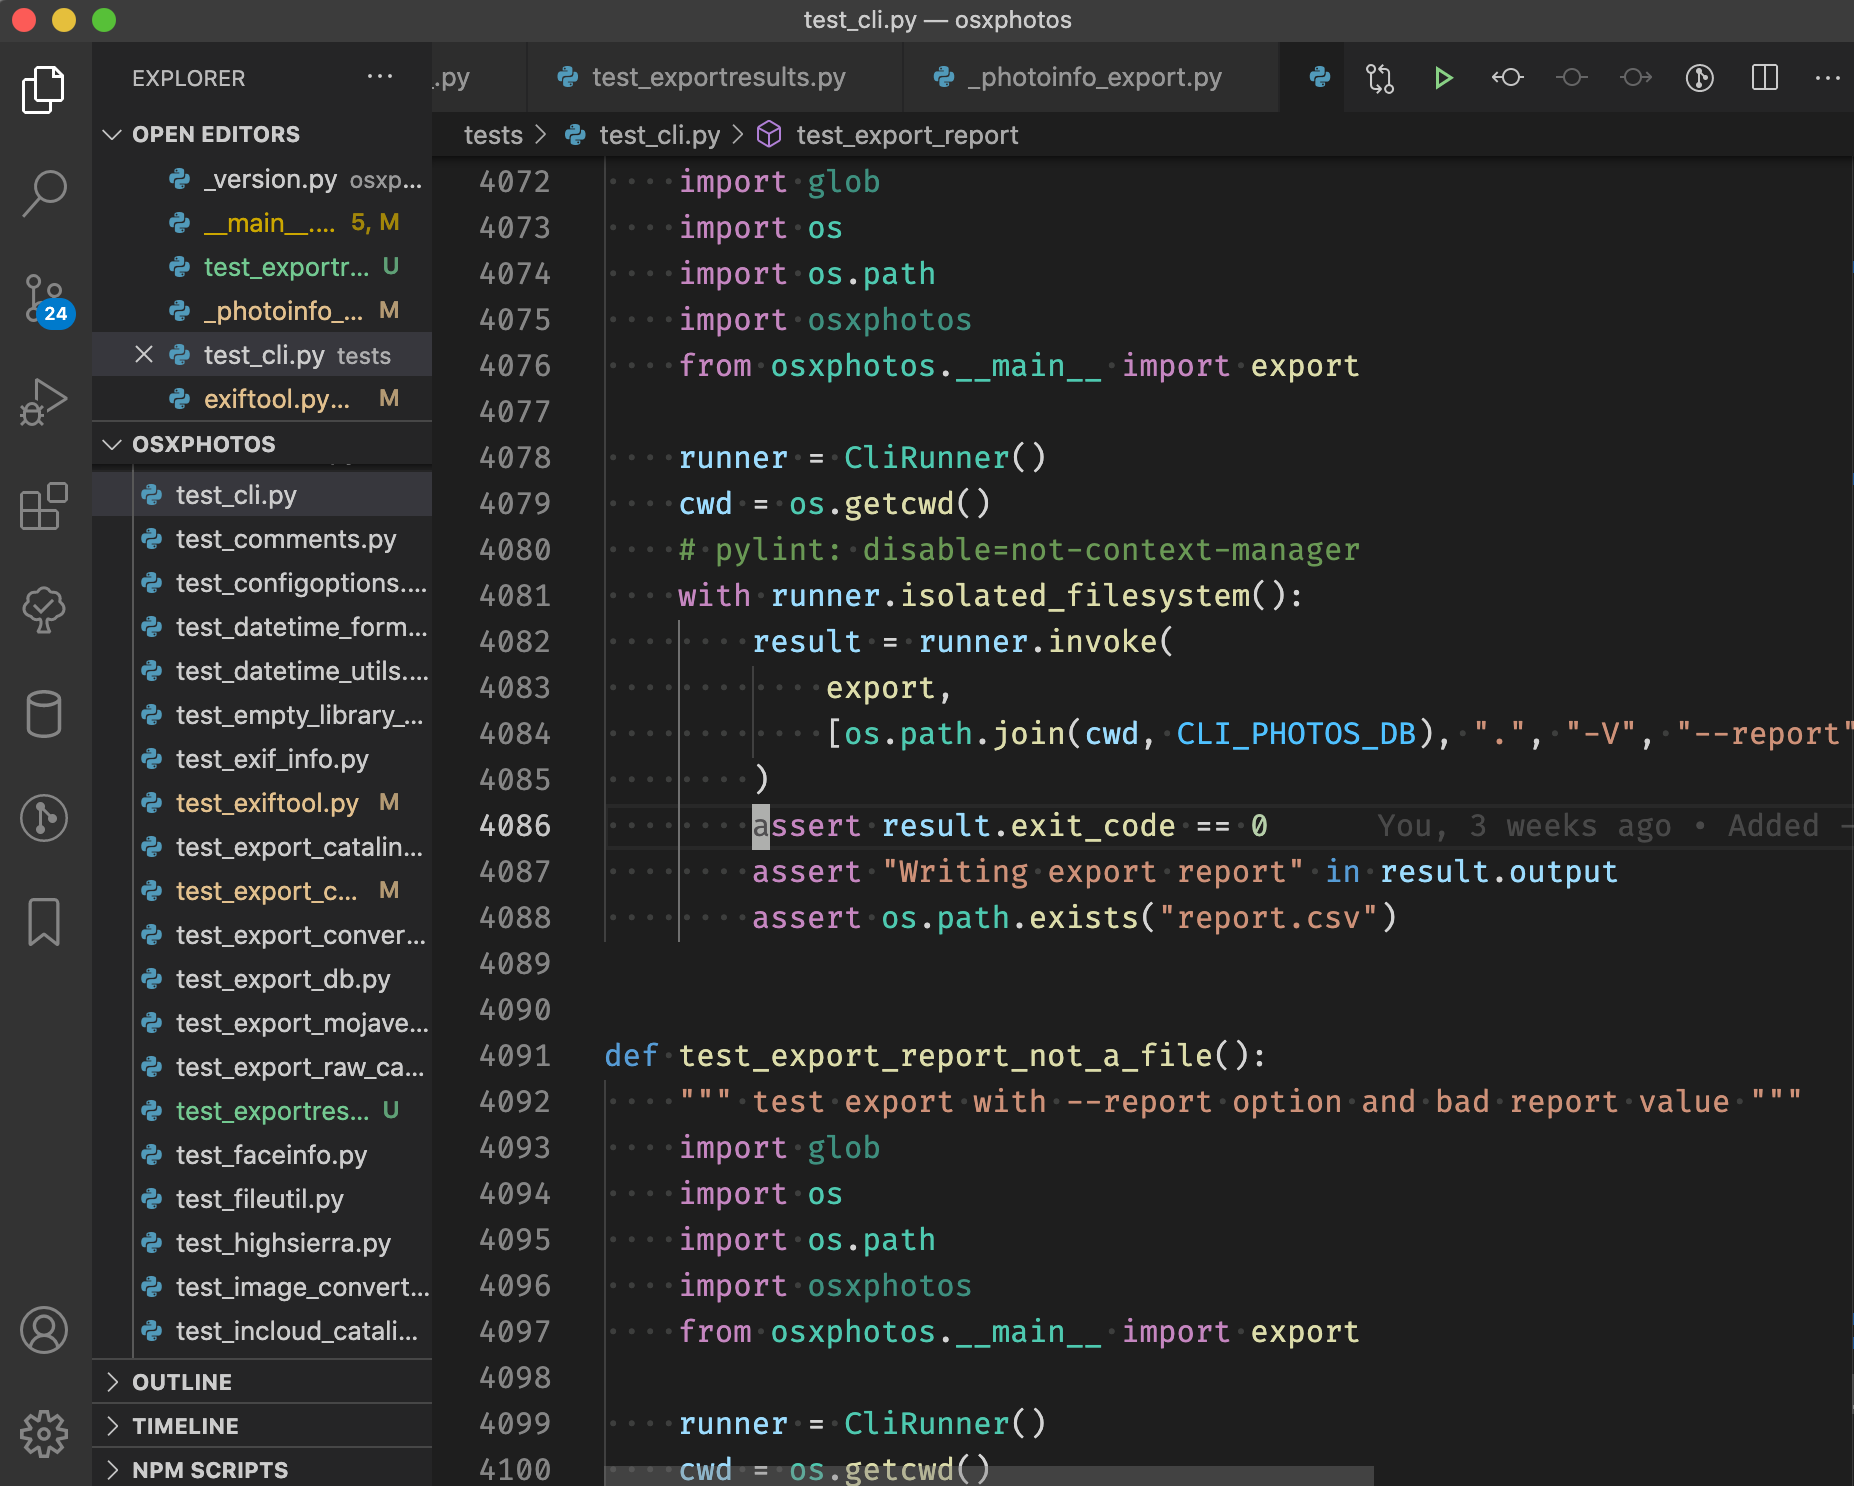 test_cli.py — osxphotos
EXPLORER
OPEN EDITORS
_version.py osxp...
__main__.... 5, M
test_exportr... U
_photoinfo_... M
test_cli.py tests
exiftool.py... M
OSXPHOTOS
test_cli.py
test_comments.py
test_configoptions....
test_datetime_form...
test_datetime_utils....
test_empty_library_...
test_exif_info.py
test_exiftool.py M
test_export_catalin...
test_export_c... M
test_export_conver...
test_export_db.py
test_export_mojave...
test_export_raw_ca...
test_exportres... U
test_faceinfo.py
test_fileutil.py
test_highsierra.py
test_image_convert...
test_incloud_catali...
OUTLINE
TIMELINE
NPM SCRIPTS
24
.py
test_exportresults.py
_photoinfo_export.py
tests > test_cli.py > test_export_report
4072 import glob
4073 import os
4074 import os.path
4075 import osxphotos
4076 from osxphotos.__main__ import export
4077
4078 runner = CliRunner()
4079 cwd = os.getcwd()
4080 # pylint: disable=not-context-manager
4081 with runner.isolated_filesystem():
4082 result = runner.invoke(
4083 export,
4084 [os.path.join(cwd, CLI_PHOTOS_DB), ".", "-V", "--report"
4085 )
4086 assert result.exit_code == 0 You, 3 weeks ago • Added
4087 assert "Writing export report" in result.output
4088 assert os.path.exists("report.csv")
4089
4090
4091 def test_export_report_not_a_file():
4092 """ test export with --report option and bad report value """
4093 import glob
4094 import os
4095 import os.path
4096 import osxphotos
4097 from osxphotos.__main__ import export
4098
4099 runner = CliRunner()
4100 cwd = os.getcwd()